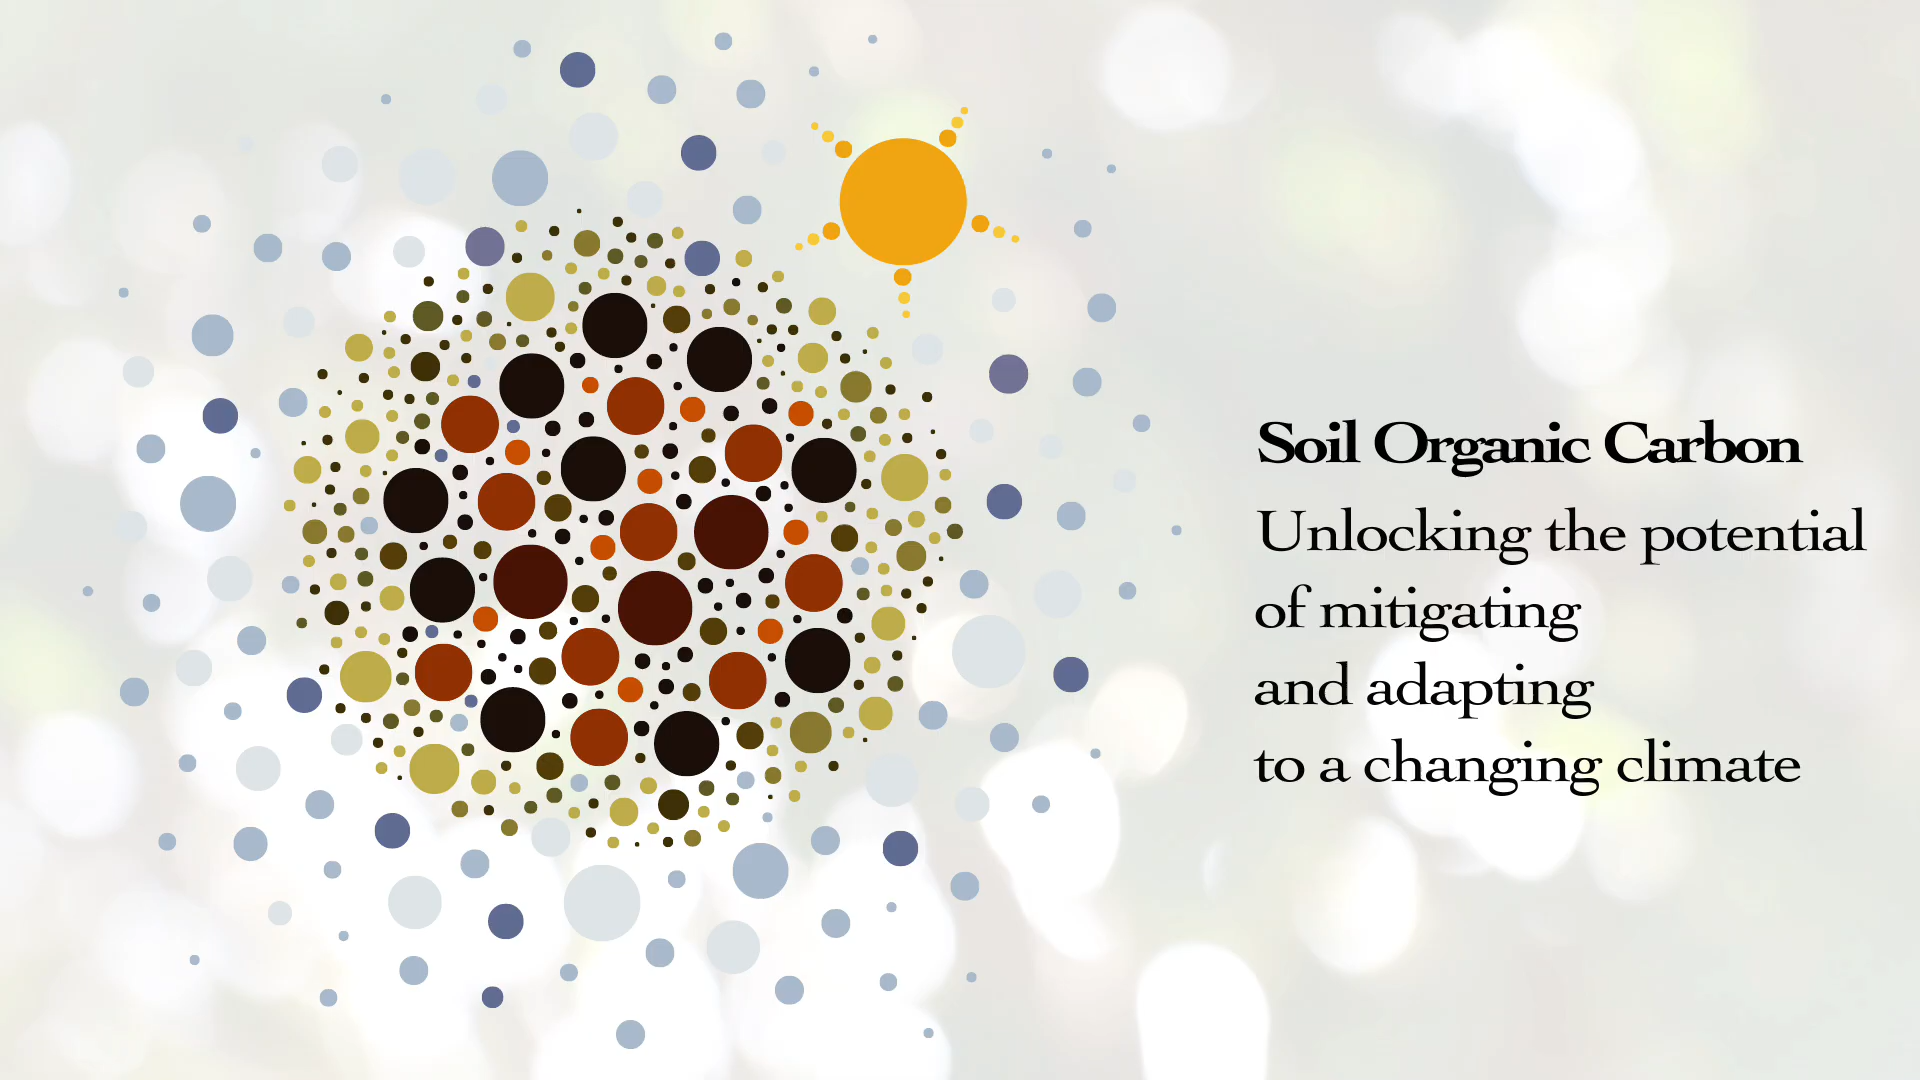 Soil Organic Carbon
Unlocking the potential
of mitigating
and adapting
to a changing climate